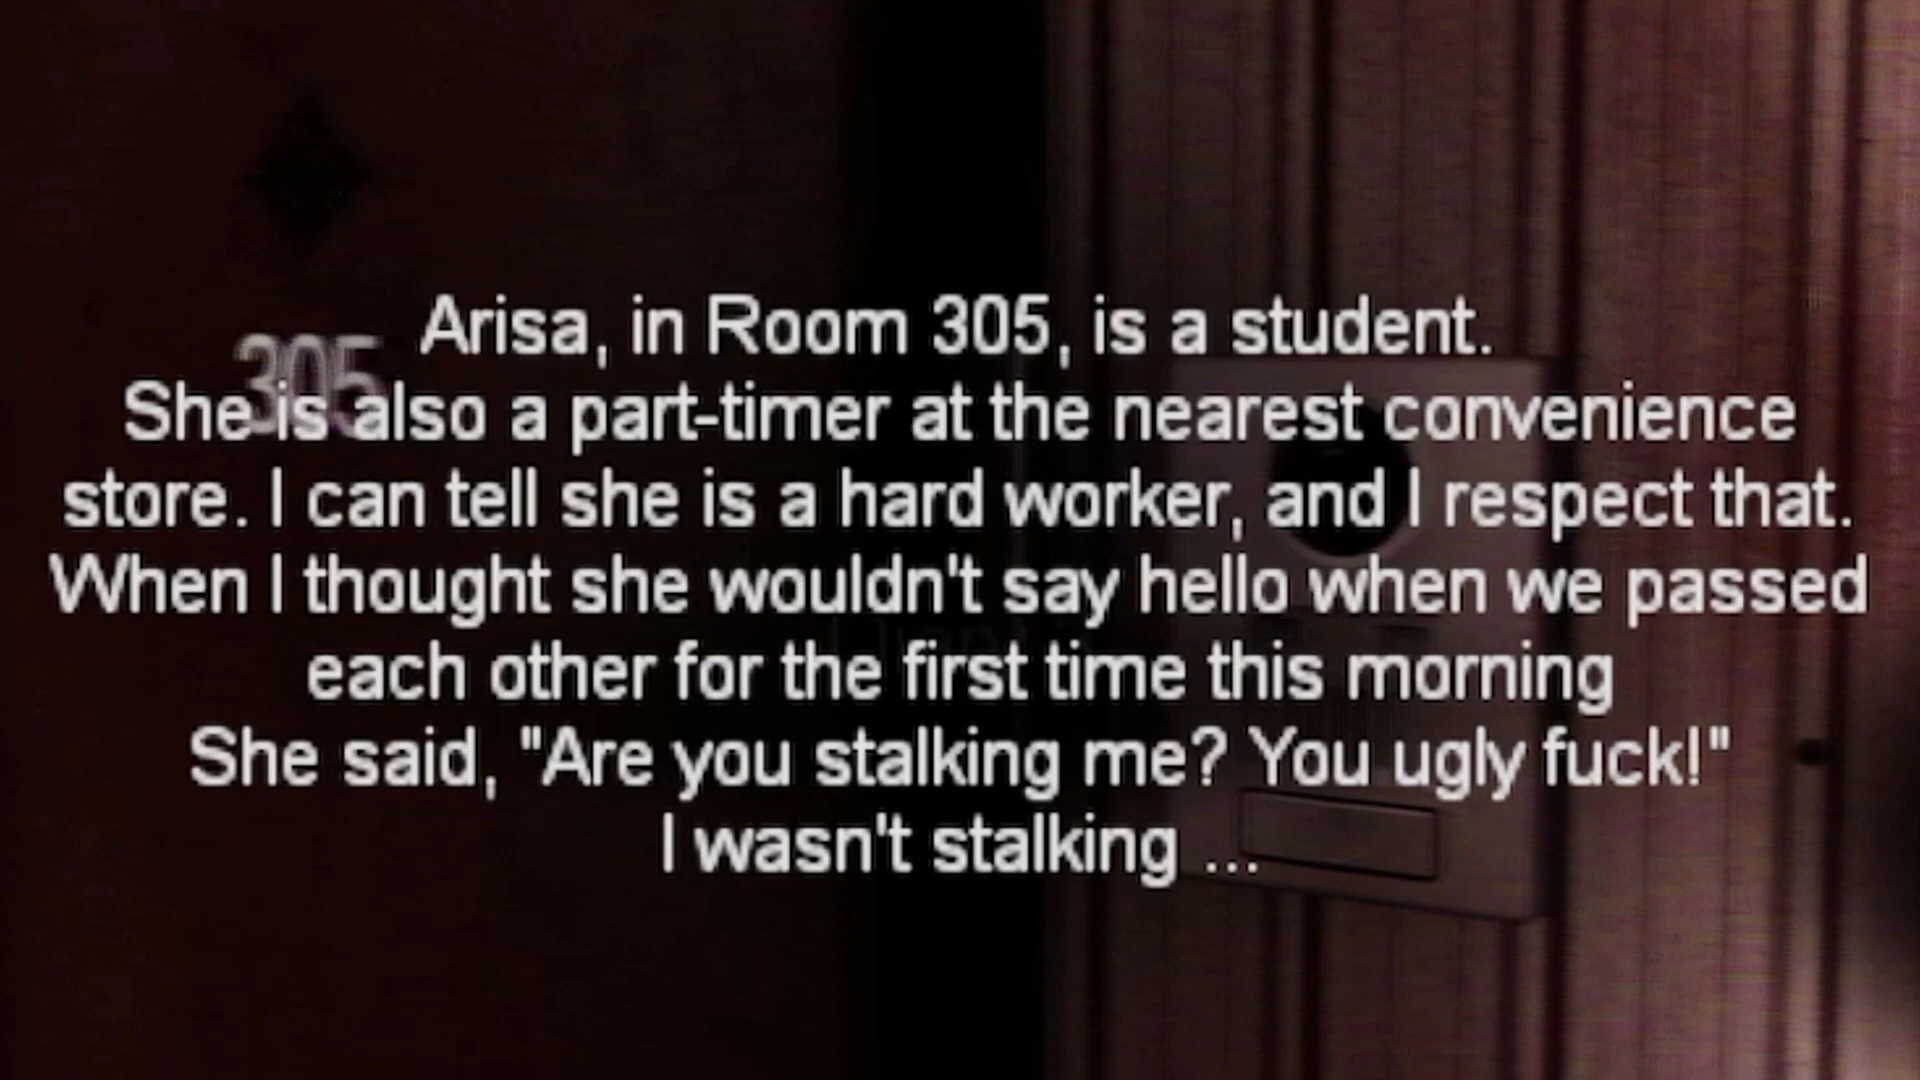 305
Arisa, in Room 305, is a student.
She is also a part-timer at the nearest convenience
store. I can tell she is a hard worker, and I respect that.
When I thought she wouldn't say hello when we passed
each other for the first time this morning
She said, "Are you stalking me? You ugly fuck!"
I wasn't stalking ...